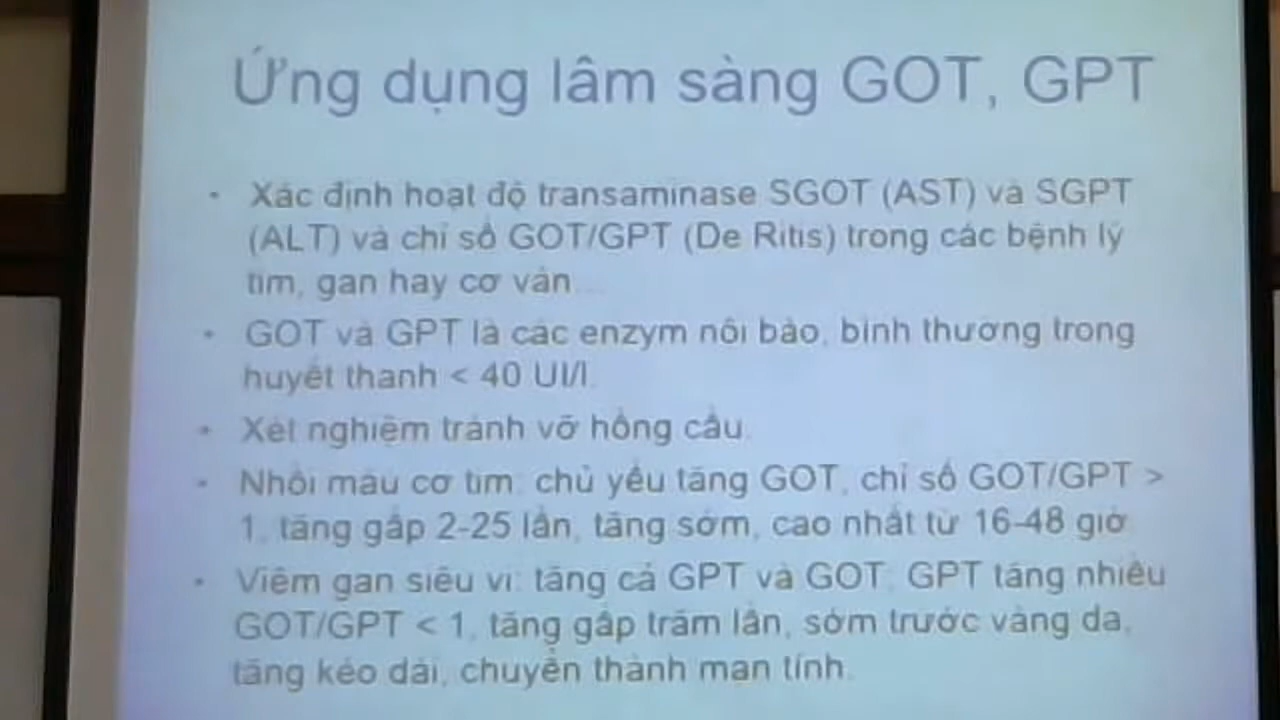 Ứng dụng lâm sàng GOT, GPT
• Xác định hoạt độ transaminase SGOT (AST) và SGPT
(ALT) và chỉ số GOT/GPT (De Ritis) trong các bệnh lý
tim, gan hay cơ vân...
• GOT và GPT là các enzym nội bào, bình thường trong
huyết thanh < 40 UI/l.
• Xét nghiệm tránh vỡ hồng cầu.
• Nhồi máu cơ tim: chủ yếu tăng GOT, chỉ số GOT/GPT >
1, tăng gấp 2-25 lần, tăng sớm, cao nhất từ 16-48 giờ
• Viêm gan siêu vi: tăng cả GPT và GOT, GPT tăng nhiều
GOT/GPT < 1, tăng gấp trăm lần, sớm trước vàng da,
tăng kéo dài, chuyển thành mạn tính.